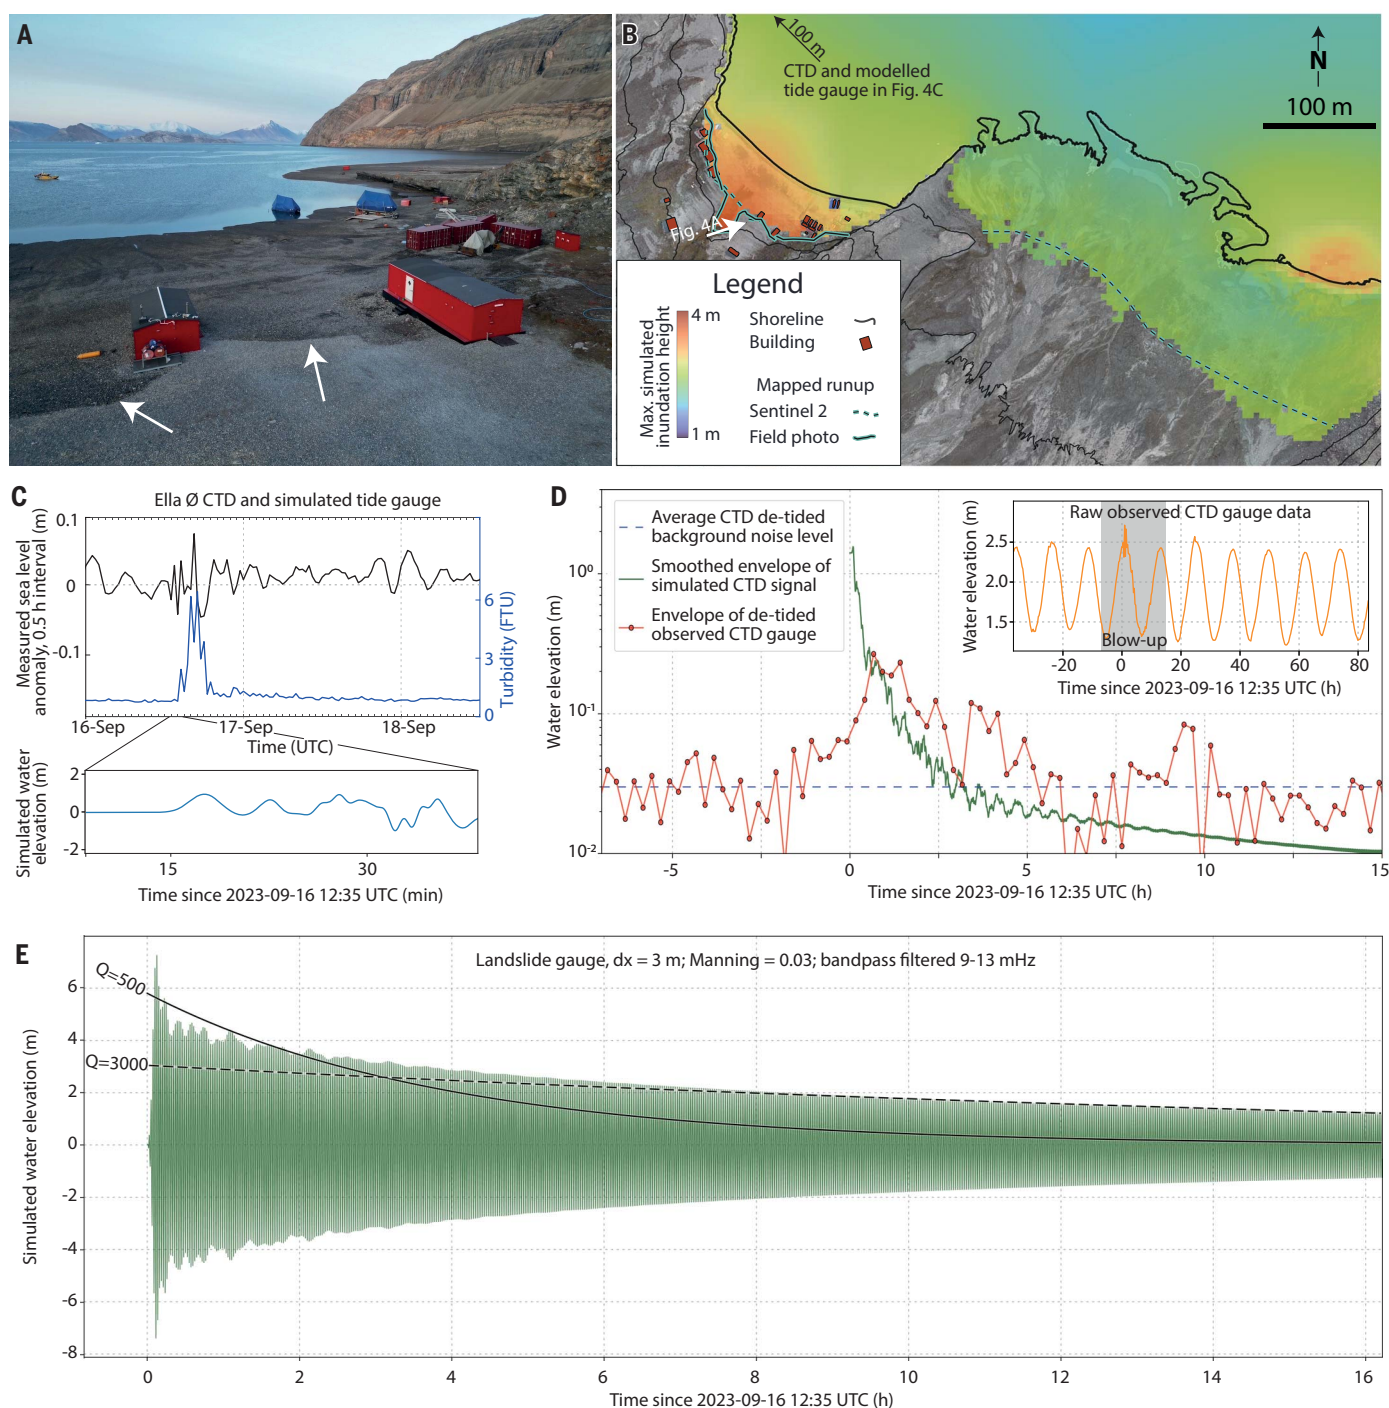 A
B
100 m
CTD and modelled
tide gauge in Fig. 4C
N
100 m
Fig. 4A
Legend
Max. simulated
inundation height
4 m
1 m
Shoreline
Building
Mapped runup
Sentinel 2
Field photo
C
Ella Ø CTD and simulated tide gauge
Measured sea level
anomaly, 0.5 h interval (m)
0.1
0
-0.1
Turbidity (FTU)
6
3
0
16-Sep
17-Sep
18-Sep
Time (UTC)
Simulated water
elevation (m)
2
0
-2
15
30
Time since 2023-09-16 12:35 UTC (min)
D
Average CTD de-tided
background noise level
Smoothed envelope of
simulated CTD signal
Envelope of de-tided
observed CTD gauge
Water elevation (m)
10⁰
10⁻¹
10⁻²
-5
0
5
10
15
Time since 2023-09-16 12:35 UTC (h)
Raw observed CTD gauge data
Water elevation (m)
2.5
2.0
1.5
Blow-up
-20
0
20
40
60
80
Time since 2023-09-16 12:35 UTC (h)
E
Landslide gauge, dx = 3 m; Manning = 0.03; bandpass filtered 9-13 mHz
Q=500
Q=3000
Simulated water elevation (m)
6
4
2
0
-2
-4
-6
-8
0
2
4
6
8
10
12
14
16
Time since 2023-09-16 12:35 UTC (h)